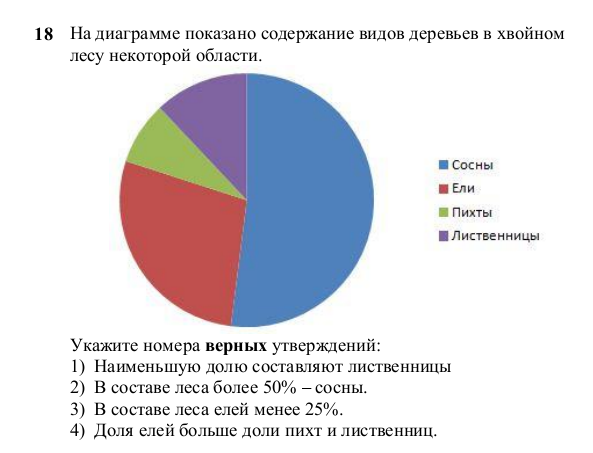 18 На диаграмме показано содержание видов деревьев в хвойном
лесу некоторой области.
Сосны
Ели
Пихты
Лиственницы
Укажите номера верных утверждений:
1) Наименьшую долю составляют лиственницы
2) В составе леса более 50% – сосны.
3) В составе леса елей менее 25%.
4) Доля елей больше доли пихт и лиственниц.